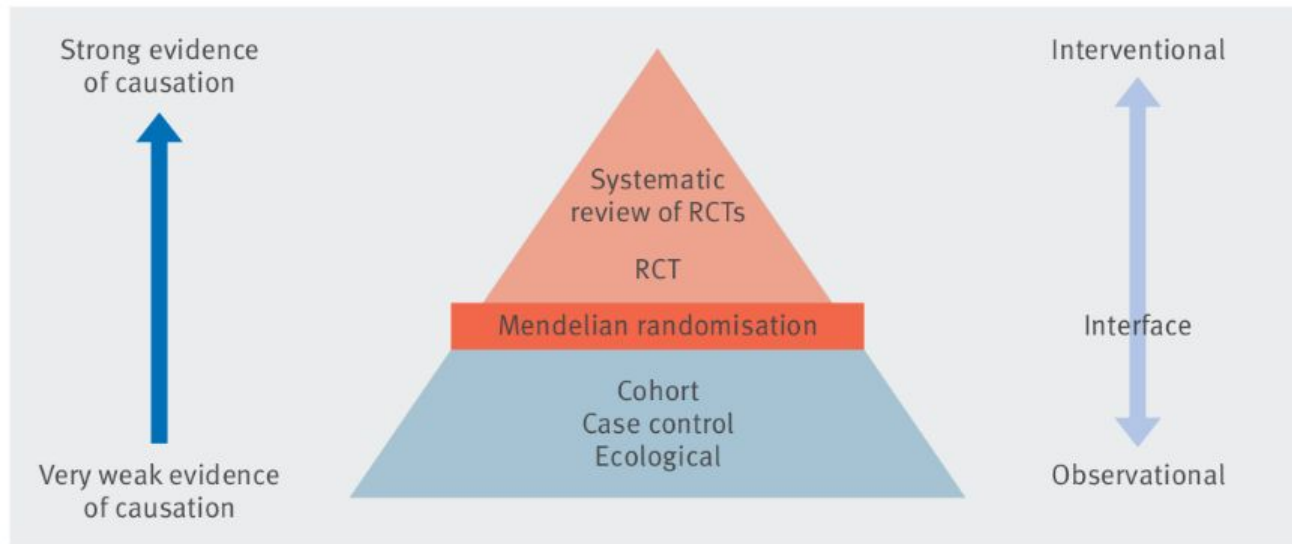 Strong evidence
of causation
Interventional
Systematic
review of RCTs
RCT
Mendelian randomisation
Interface
Cohort
Case control
Ecological
Very weak evidence
of causation
Observational